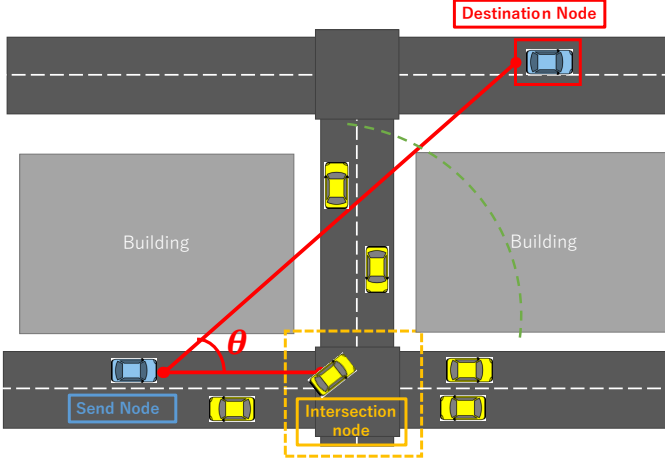 Destination Node
Building
Building
θ
Send Node
Intersection
node